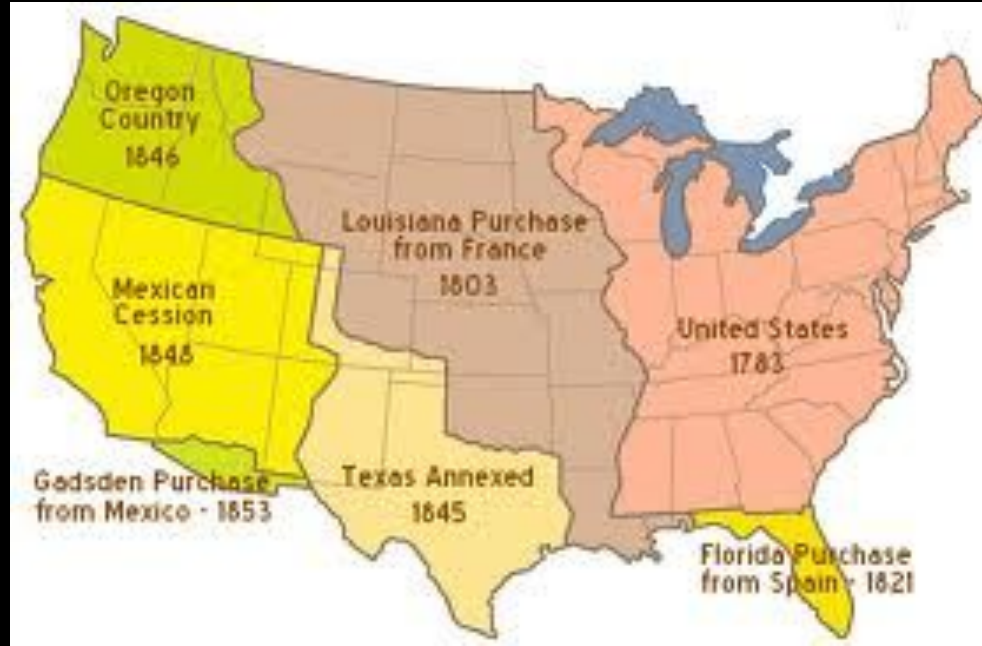 Oregon
Country
1846
Louisiana Purchase
from France
1803
Mexican
Cession
1848
United States
1783
Gadsden Purchase
from Mexico - 1853
Texas Annexed
1845
Florida Purchase
from Spain - 1821